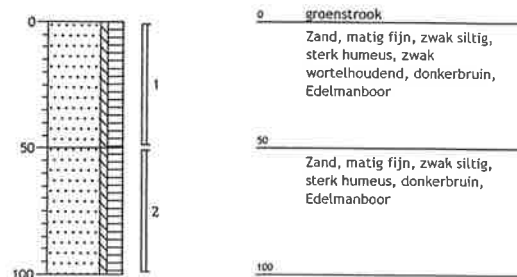 0
50
100
1
2
0 groenstrook
Zand, matig fijn, zwak siltig,
sterk humeus, zwak
wortelhoudend, donkerbruin,
Edelmanboor
50
Zand, matig fijn, zwak siltig,
sterk humeus, donkerbruin,
Edelmanboor
100